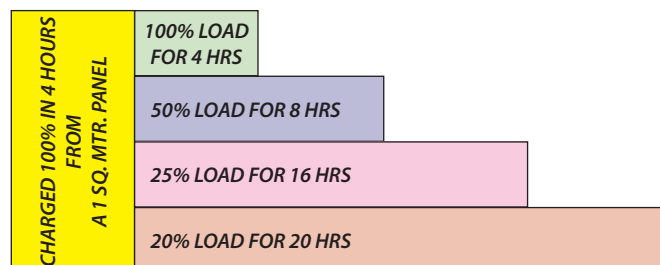 CHARGED 100% IN 4 HOURS
FROM
A 1 SQ. MTR. PANEL
100% LOAD
FOR 4 HRS
50% LOAD FOR 8 HRS
25% LOAD FOR 16 HRS
20% LOAD FOR 20 HRS